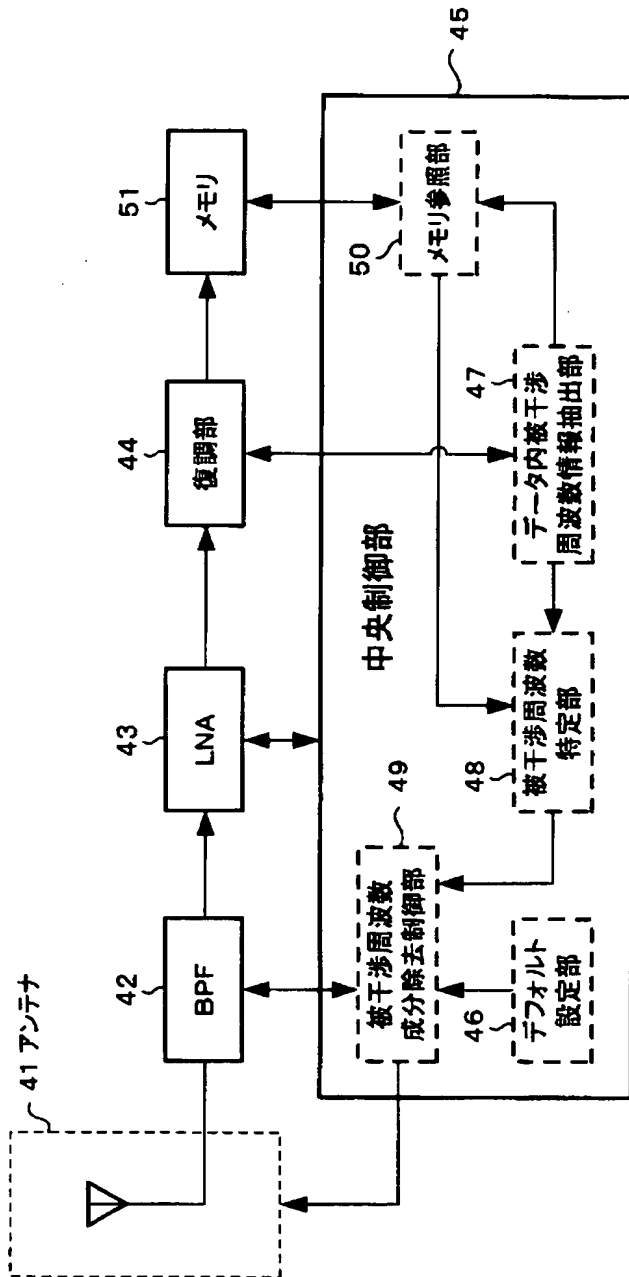 41 アンテナ
42
BPF
43
LNA
44
復調部
51
メモリ
45
中央制御部
49
被干渉周波数
成分除去制御部
46
デフォルト
設定部
48
被干渉周波数
特定部
47
データ内被干渉
周波数情報抽出部
50
メモリ参照部